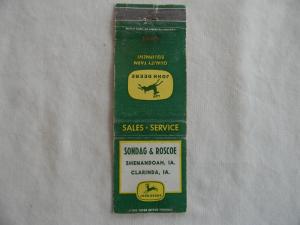 QUALITY FARM
EQUIPMENT
JOHN DEERE
SALES - SERVICE
SONDAG & ROSCOE
SHENANDOAH, IA.
CLARINDA, IA.
JOHN DEERE